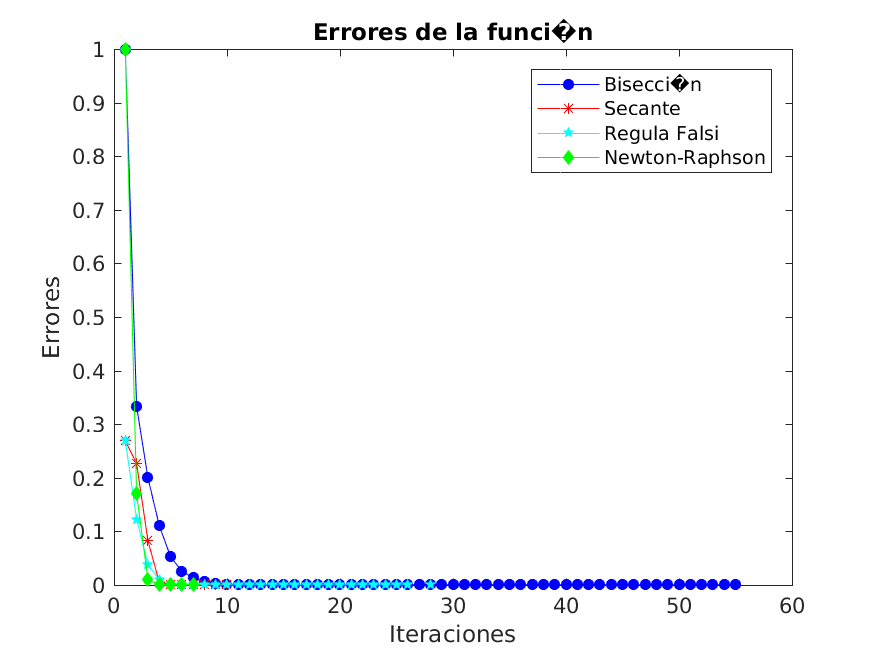 Errores de la funci�n
1
0.9
0.8
0.7
0.6
0.5
0.4
0.3
0.2
0.1
0
Errores
Bisecci�n
Secante
Regula Falsi
Newton-Raphson
0 10 20 30 40 50 60
Iteraciones